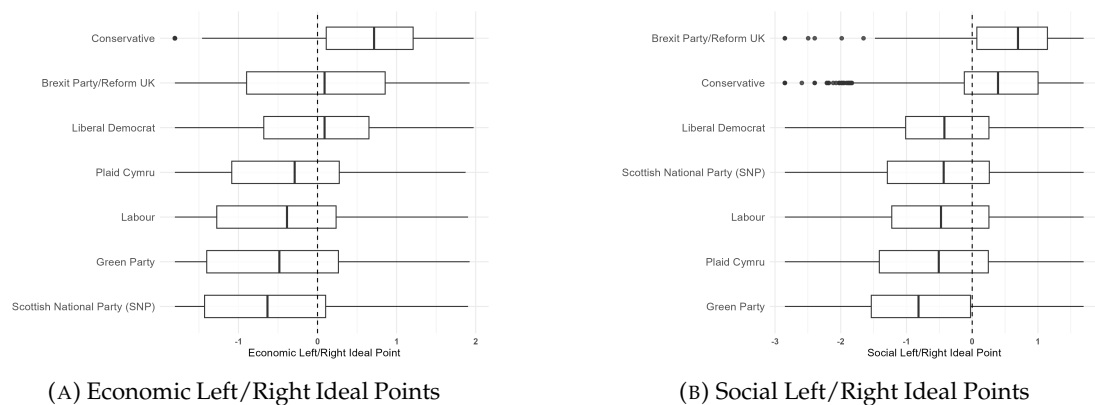 Conservative
Brexit Party/Reform UK
Liberal Democrat
Plaid Cymru
Labour
Green Party
Scottish National Party (SNP)
-1 0 1 2
Economic Left/Right Ideal Point
(A) Economic Left/Right Ideal Points
Brexit Party/Reform UK
Conservative
Liberal Democrat
Scottish National Party (SNP)
Labour
Plaid Cymru
Green Party
-3 -2 -1 0 1
Social Left/Right Ideal Point
(B) Social Left/Right Ideal Points